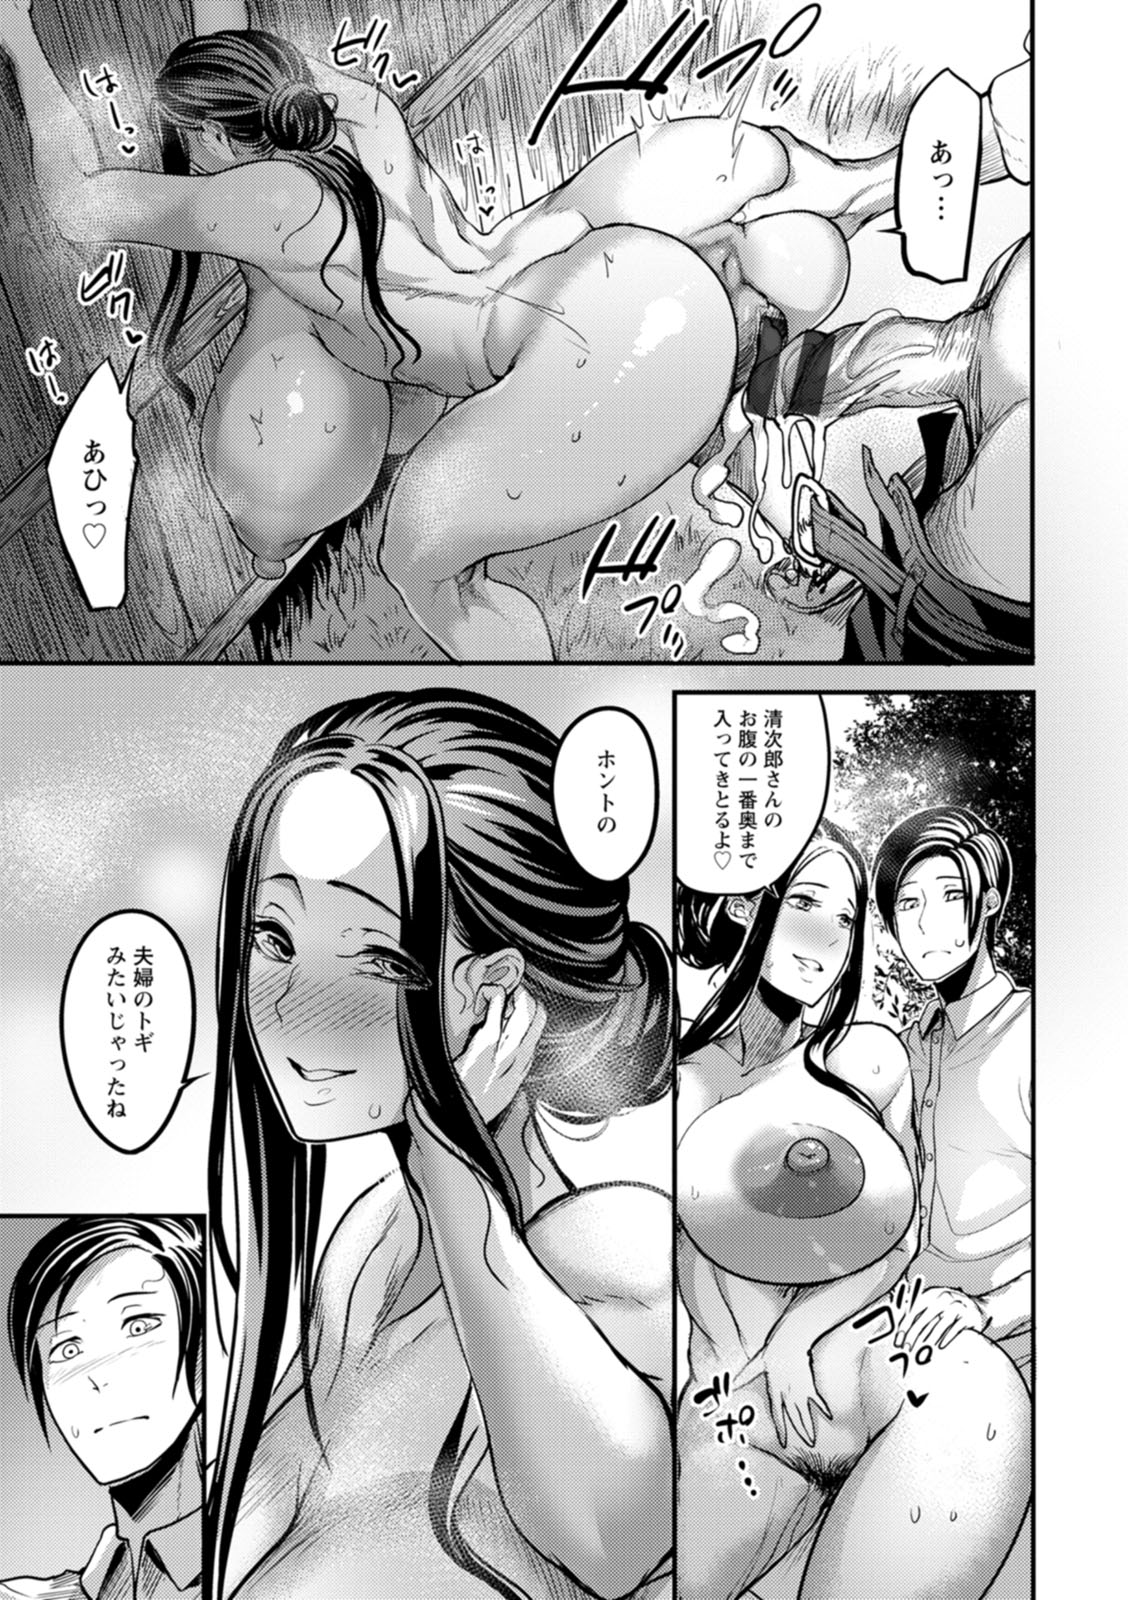 あっ…
ドッ
ビクッ♡
はーっ♡
はーっ♡
ビクッ♡
はーっ
あひっ♡
ドプッ
清次郎さんの
お腹の一番奥まで
入ってきとるよ♡
ゴポ…
ホントの
夫婦のトギ
みたいじゃったね